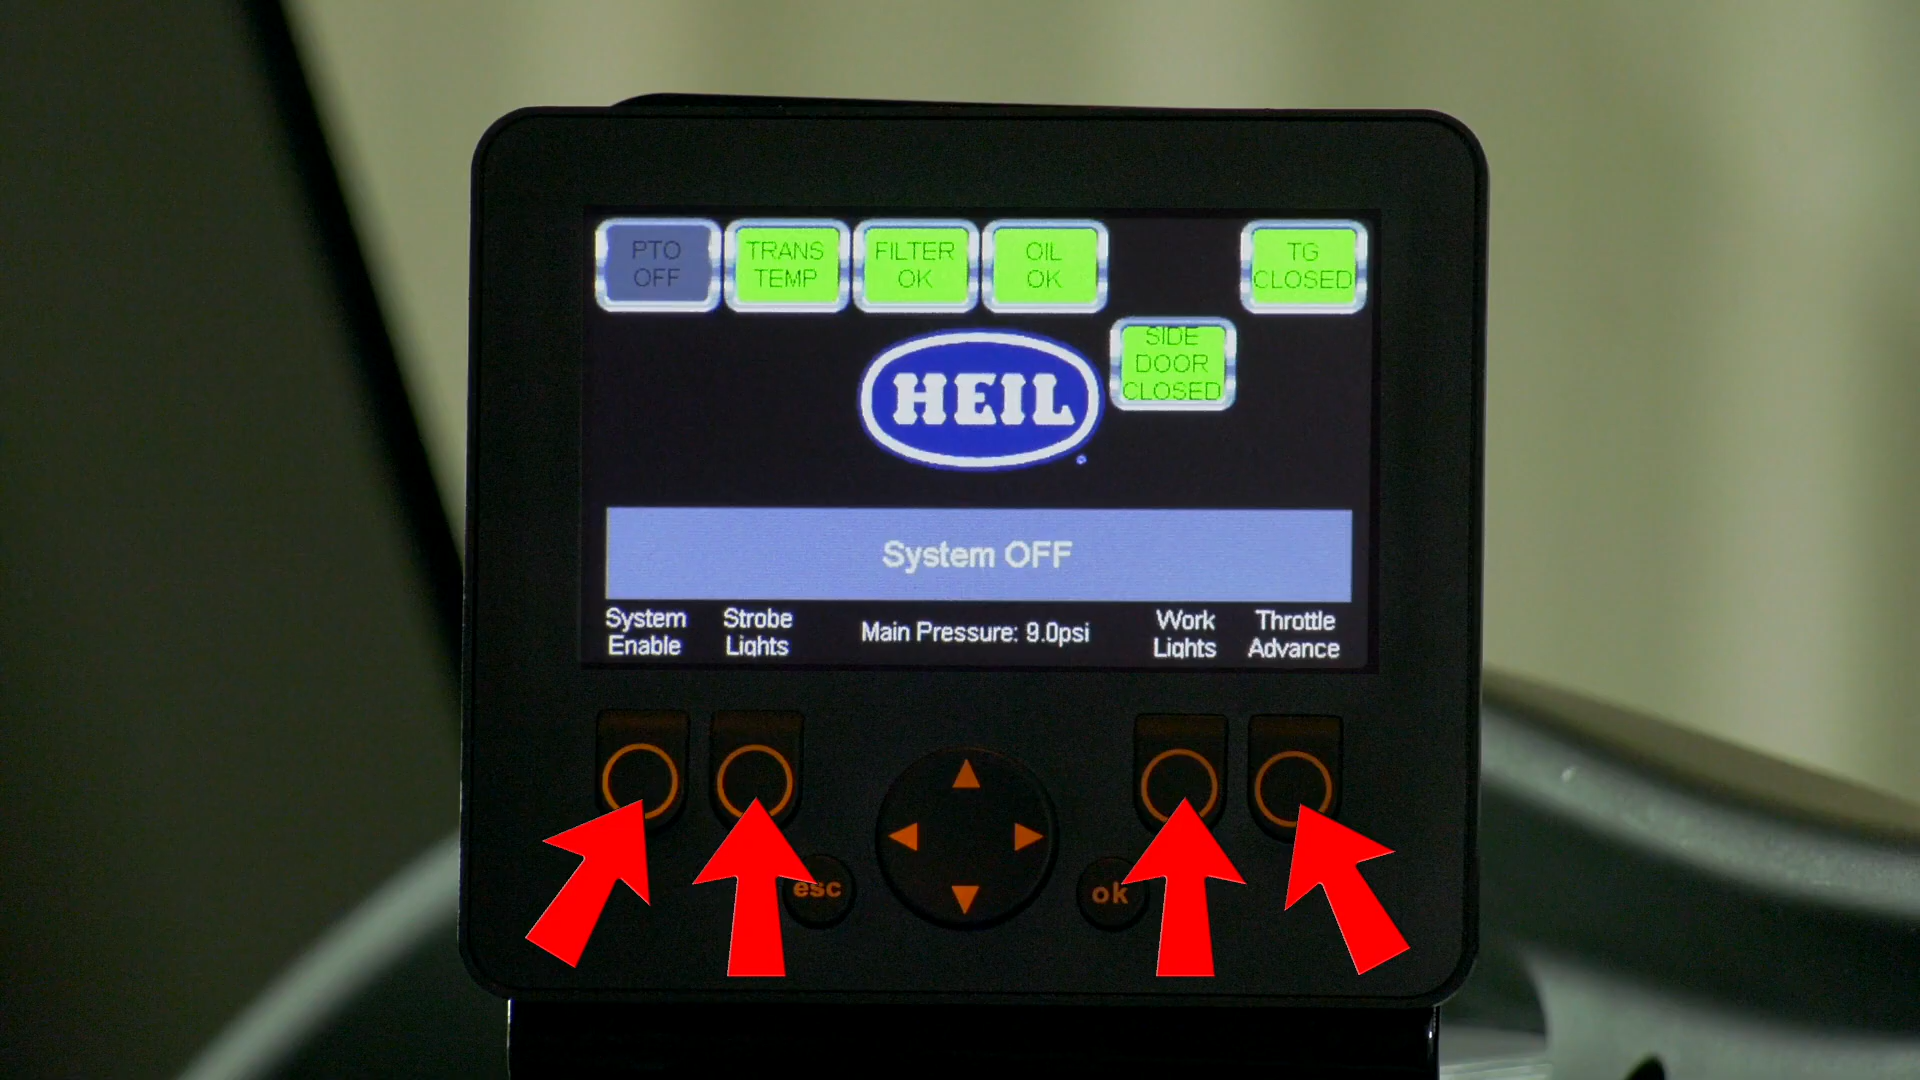 PTO
OFF
TRANS
TEMP
FILTER
OK
OIL
OK
TG
CLOSED
SIDE
DOOR
CLOSED
HEIL
System OFF
System
Enable
Strobe
Lights
Main Pressure: 9.0psi
Work
Lights
Throttle
Advance
esc
ok